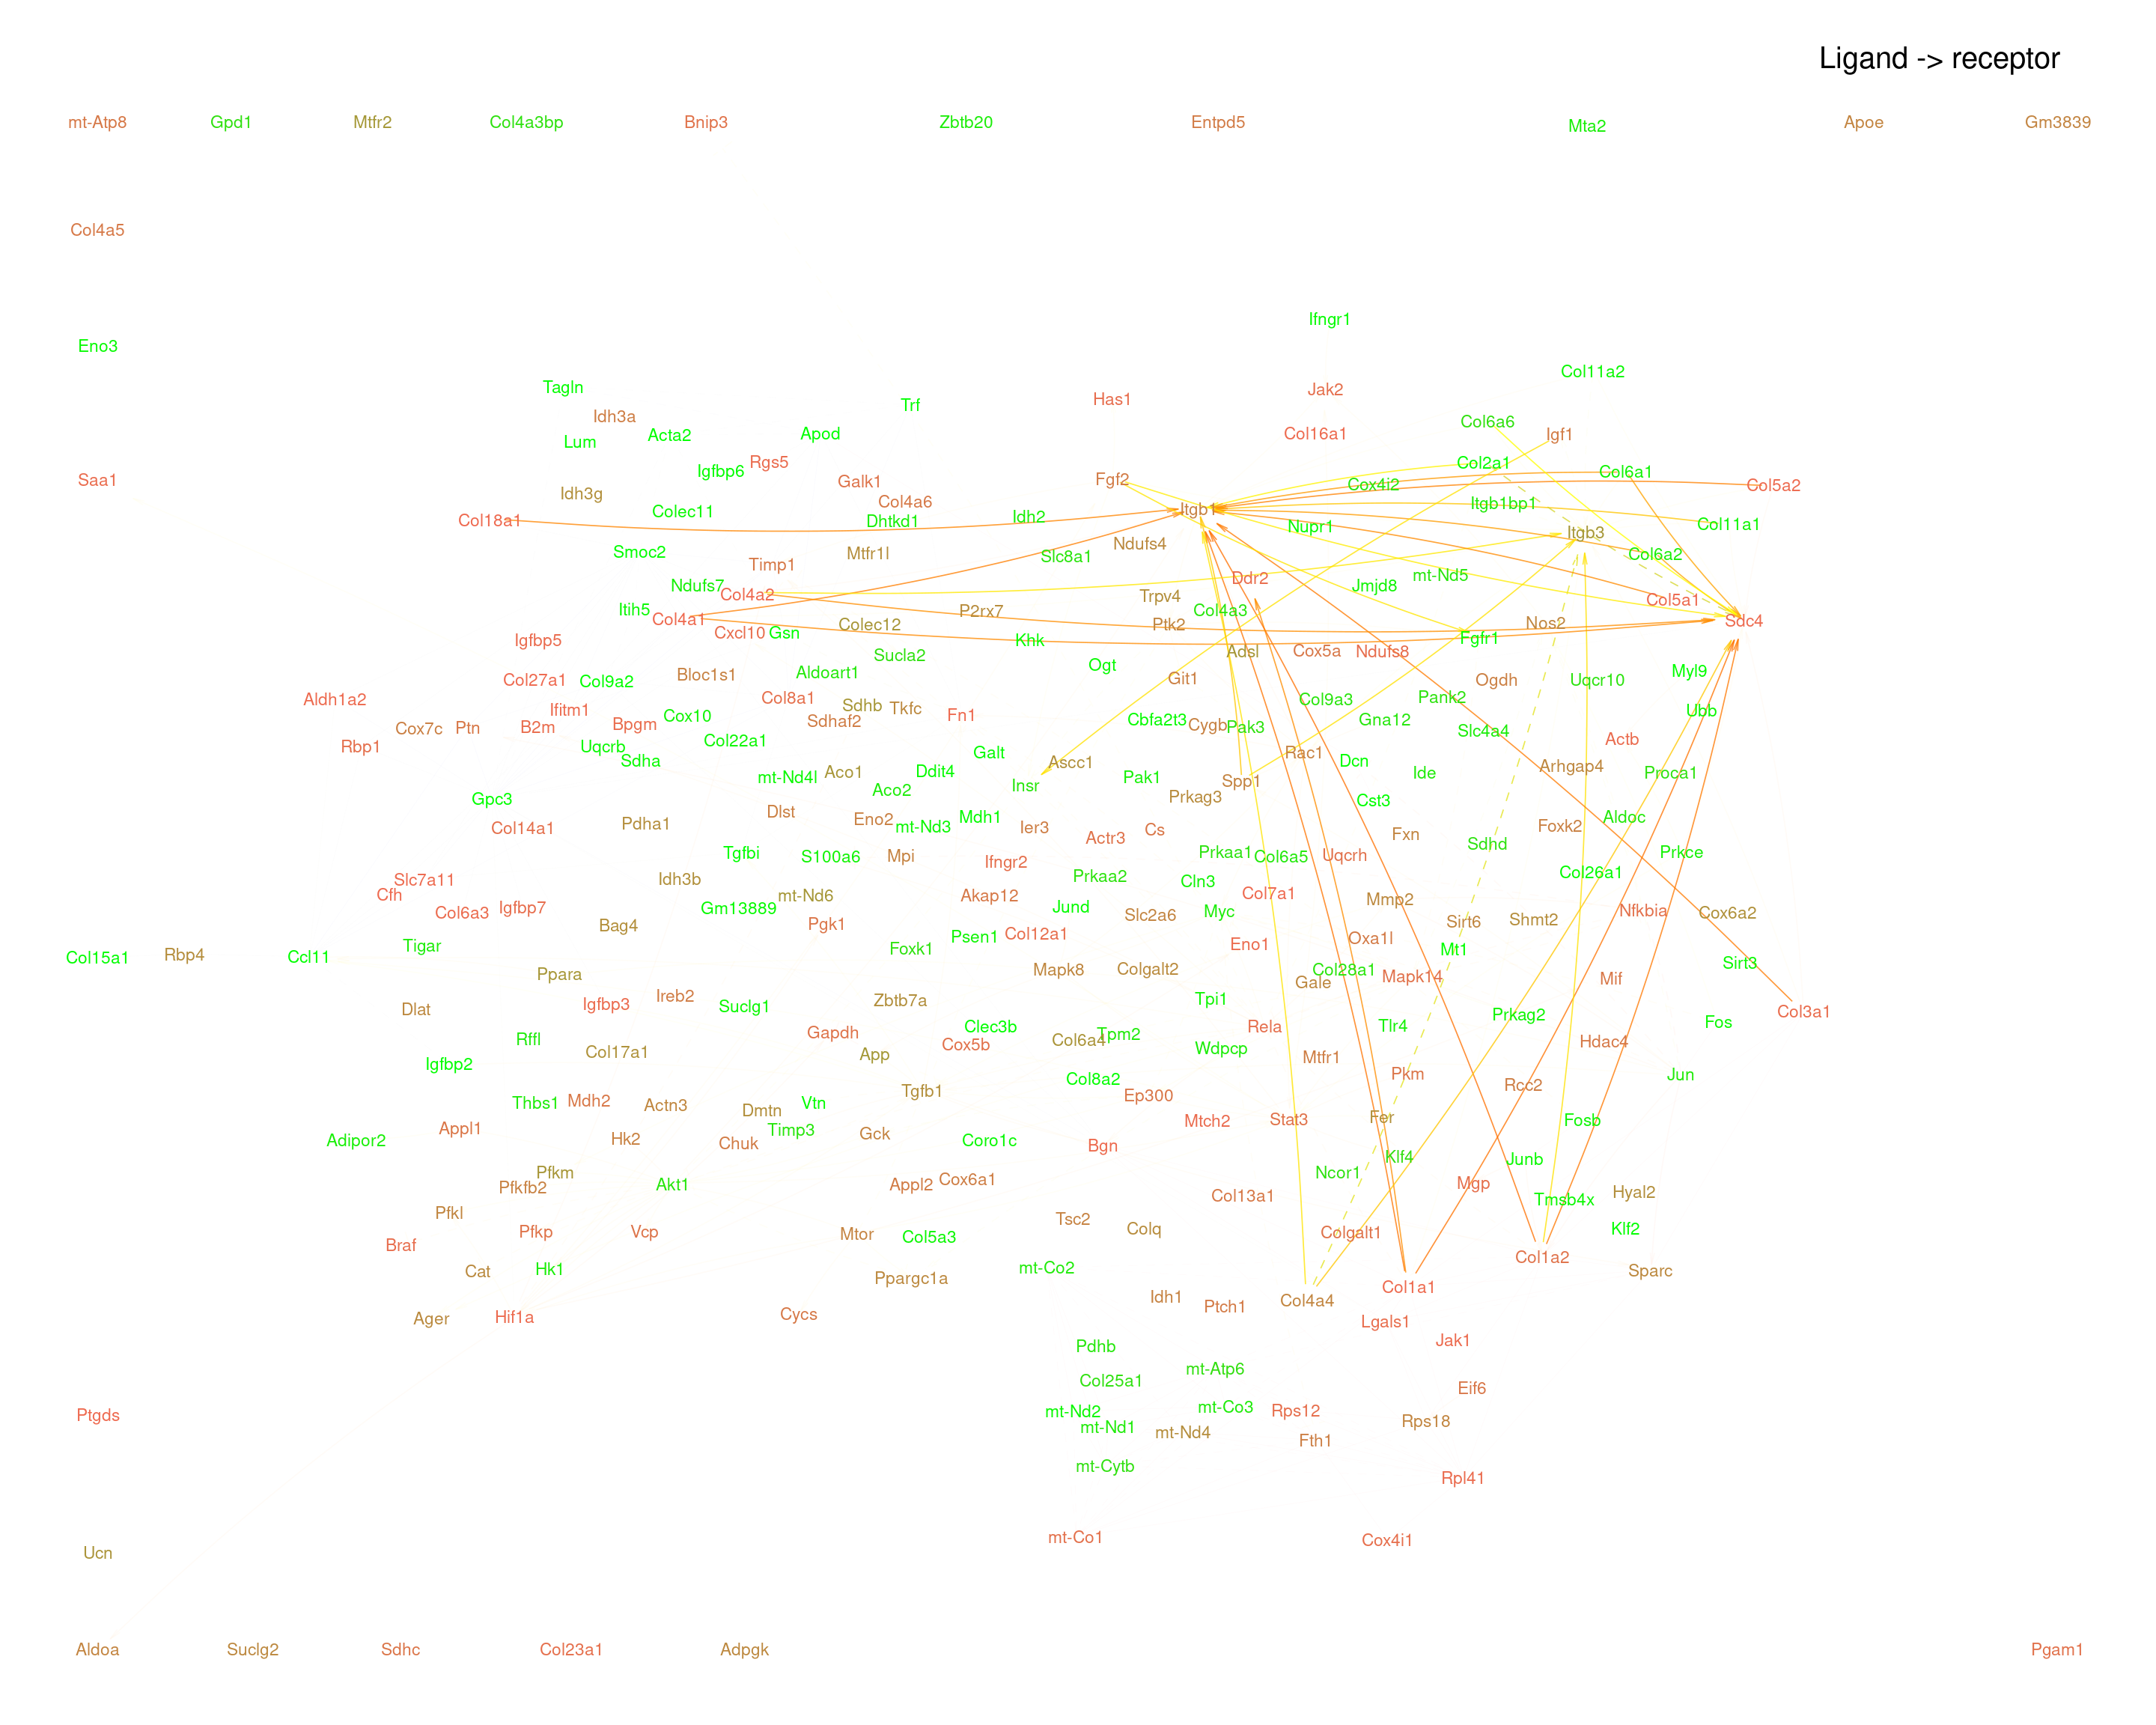 Ligand -> receptor
mt-Atp8 Gpd1 Mtfr2 Col4a3bp Bnip3 Zbtb20 Entpd5 Mta2 Apoe Gm3839
Col4a5
Ifngr1
Eno3
Col11a2
Tagln Jak2
Has1
Idh3a Trf Col6a6
Lum Acta2 Apod Col16a1 Igf1
Igfbp6 Rgs5 Col2a1 Col6a1
Saa1 Galk1 Fgf2 Cox4i2 Col5a2
Idh3g Col4a6 Itgb1bp1
Col18a1 Colec11 Dhtkd1 Idh2 Itgb1 Nupr1 Col11a1
Itgb3
Smoc2 Mtfr1l Slc8a1 Ndufs4 Col6a2
Timp1 Ddr2 mt-Nd5
Ndufs7 Col4a2 Trpv4 Jmjd8 Col5a1
Itih5 Col4a1 P2rx7 Col4a3
Cxcl10 Gsn Colec12 Ptk2 Nos2 Sdc4
Igfbp5 Khk Fgfr1
Sucla2 Ogt Adsl Cox5a Ndufs8
Col27a1 Col9a2 Bloc1s1 Aldoart1 Git1 Ogdh Uqcr10 Myl9
Aldh1a2 Ifitm1 Col8a1 Sdhb Tkfc Col9a3 Pank2 Ubb
Cox7c Ptn B2m Bpgm Cox10 Sdhaf2 Fn1 Cbfa2t3 Cygb Pak3 Gna12 Slc4a4
Rbp1 Uqcrb Col22a1 Actb
Sdha Galt Ascc1 Rac1 Dcn Arhgap4
mt-Nd4l Aco1 Ddit4 Insr Pak1 Spp1 Ide Proca1
Gpc3 Aco2 Prkag3 Cst3
Col14a1 Pdha1 Dlst Eno2 mt-Nd3 Mdh1 Ier3 Actr3 Cs Fxn Foxk2 Aldoc
Tgfbi S100a6 Mpi Ifngr2 Prkaa1 Col6a5 Uqcrh Sdhd Prkce
Slc7a11 Idh3b Prkaa2 Cln3 Col26a1
Cfh mt-Nd6 Akap12 Col7a1 Mmp2
Col6a3 Igfbp7 Gm13889 Jund Slc2a6 Myc Nfkbia Cox6a2
Bag4 Pgk1 Col12a1 Sirt6 Shmt2
Tigar Foxk1 Psen1 Eno1 Oxa1l Mt1
Col15a1 Rbp4 Ccl11 Sirt3
Ppara Mapk8 Colgalt2 Col28a1 Mapk14 Mif
Dlat Igfbp3 Ireb2 Suclg1 Zbtb7a Tpi1 Gale Col3a1
Rffl Gapdh Clec3b Tpm2 Rela Tlr4 Prkag2 Fos
Igfbp2 Col17a1 App Cox5b Col6a4 Wdpcp Mtfr1 Hdac4
Col8a2 Pkm Rcc2 Jun
Thbs1 Mdh2 Actn3 Dmtn Vtn Tgfb1 Ep300
Adipor2 Appl1 Hk2 Chuk Timp3 Gck Coro1c Bgn Mtch2 Stat3 Fer Fosb
Pfkm Ncor1 Klf4 Junb
Pfkfb2 Akt1 Appl2 Cox6a1 Col13a1 Mgp Tmsb4x Hyal2
Pfkl Tsc2 Colq
Braf Pfkp Vcp Mtor Col5a3 Colgalt1 Klf2
Cat Hk1 Ppargc1a mt-Co2 Col1a2 Sparc
Ager Hif1a Cycs Idh1 Ptch1 Col4a4 Col1a1
Lgals1
Pdhb Jak1
mt-Atp6
Col25a1 Eif6
Ptgds mt-Nd2 mt-Nd1 mt-Co3 Rps12 Rps18
mt-Nd4 Fth1
mt-Cytb Rpl41
mt-Co1 Cox4i1
Ucn
Aldoa Suclg2 Sdhc Col23a1 Adpgk Pgam1